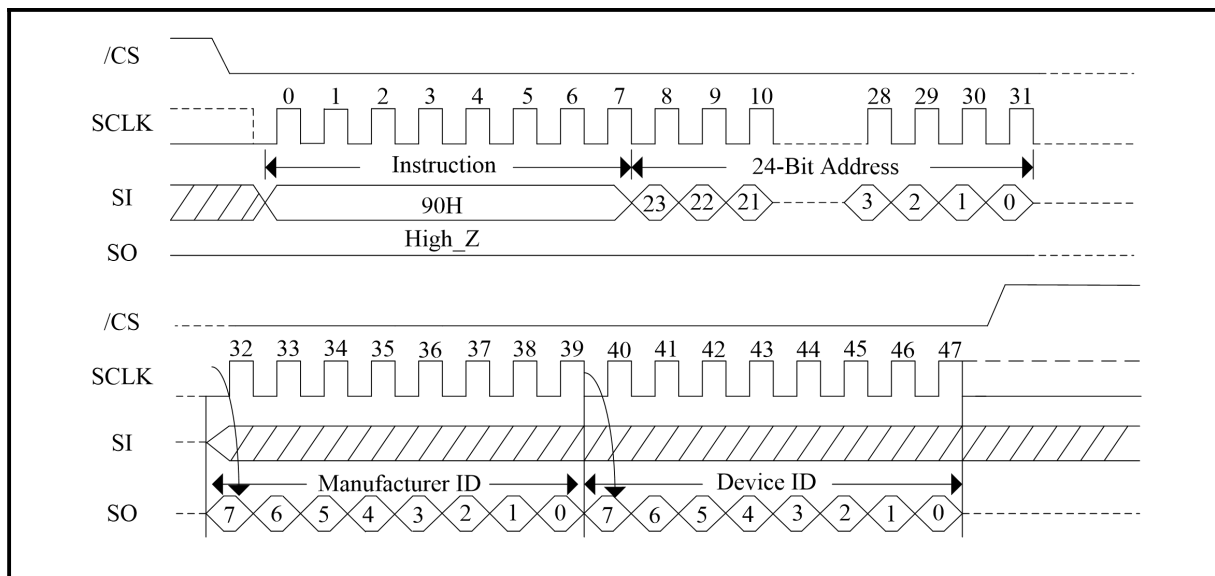 /CS
0 1 2 3 4 5 6 7 8 9 10 28 29 30 31
SCLK
Instruction 24-Bit Address
SI 90H 23 22 21 3 2 1 0
High_Z
SO
/CS
32 33 34 35 36 37 38 39 40 41 42 43 44 45 46 47
SCLK
SI
Manufacturer ID Device ID
SO 7 6 5 4 3 2 1 0 7 6 5 4 3 2 1 0